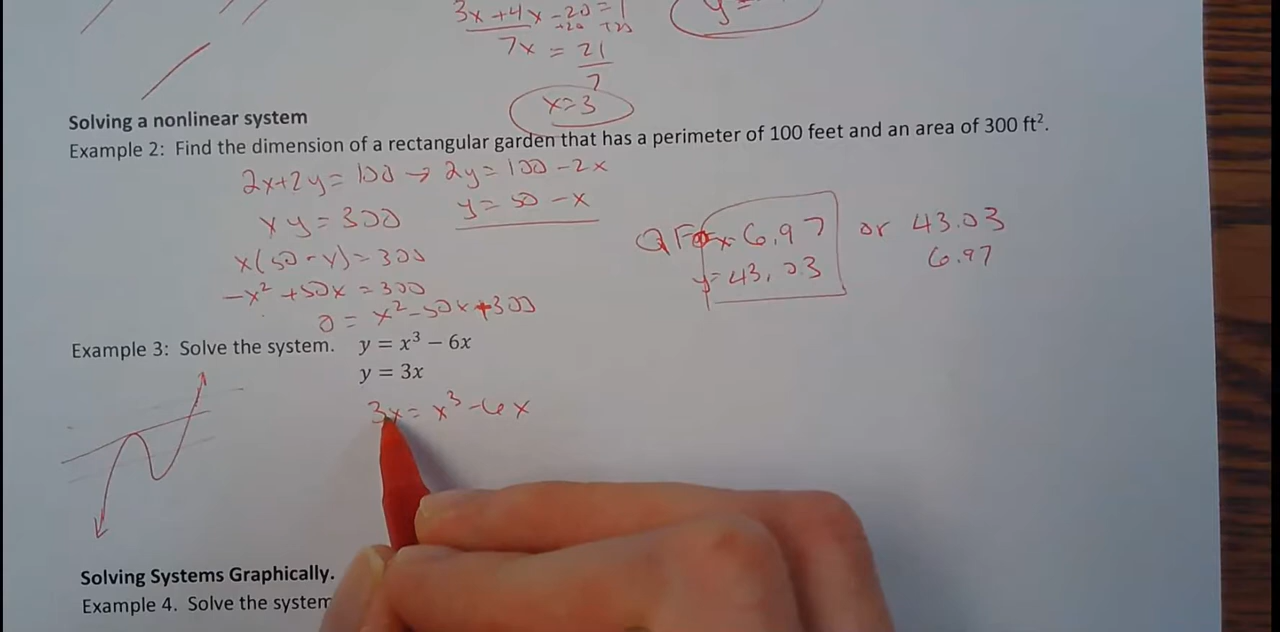 3x+4x-20=1
+20 +20
7x = 21
7
x=3
y=
Solving a nonlinear system
Example 2: Find the dimension of a rectangular garden that has a perimeter of 100 feet and an area of 300 ft².
2x+2y=100→2y=100-2x
xy=300 y=50-x
x(50-y)=300
-x²+50x=300
0=x²-50x+300
QF x=6.97 or 43.03
y=43.03 6.97
Example 3: Solve the system. y = x³ − 6x
y = 3x
3x=x³-6x
Solving Systems Graphically.
Example 4. Solve the system